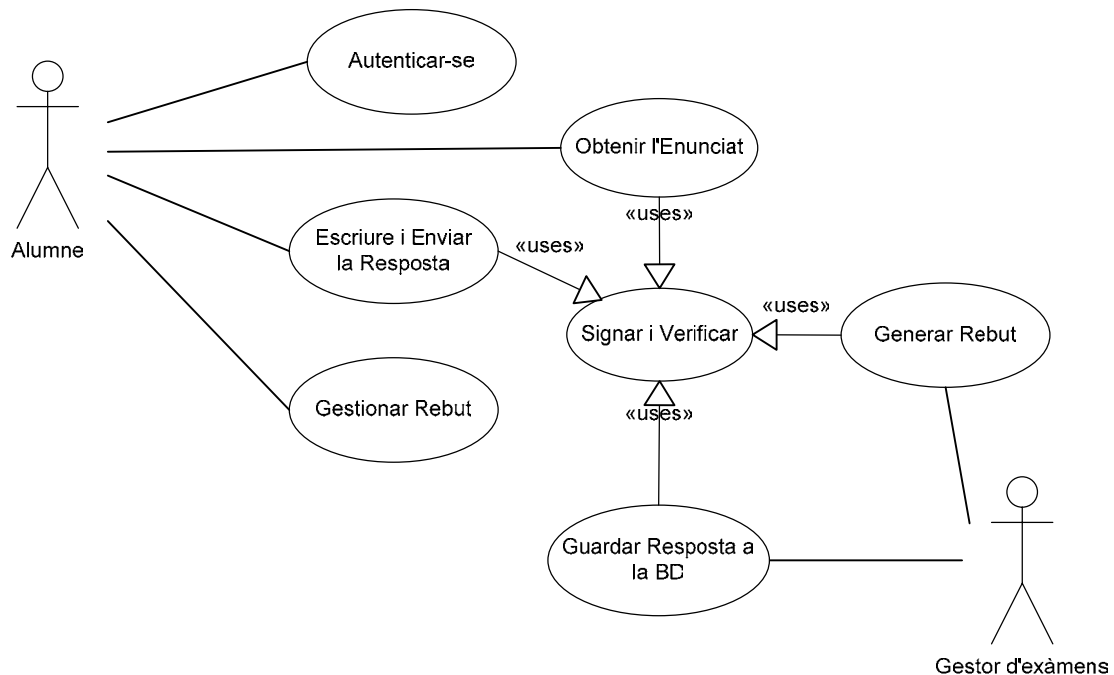 Autenticar-se
Obtenir l'Enunciat
Alumne
«uses»
Escriure i Enviar
la Resposta
«uses»
Signar i Verificar
«uses»
Generar Rebut
Gestionar Rebut
«uses»
Guardar Resposta a
la BD
Gestor d'exàmens